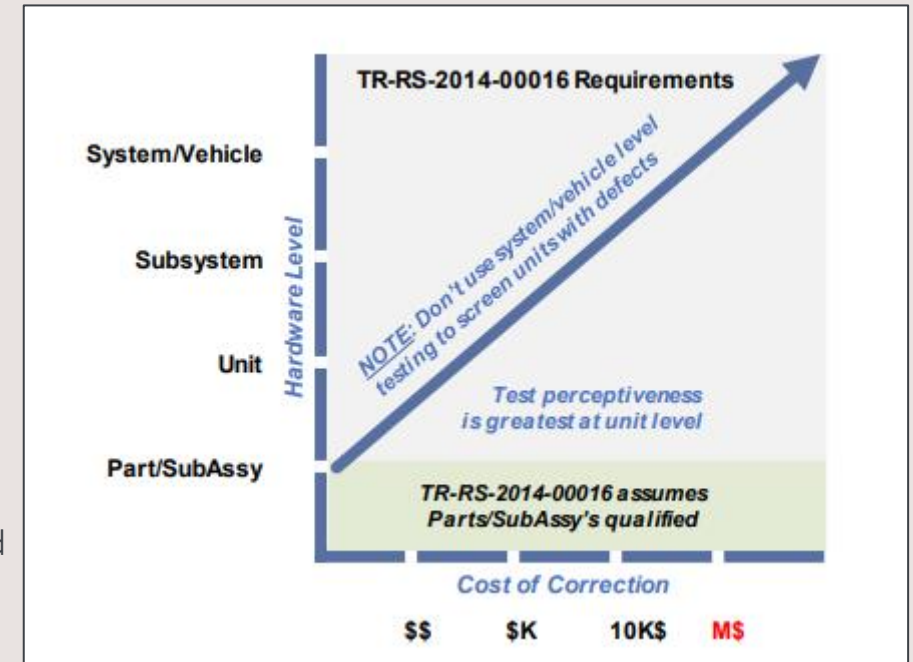 TR-RS-2014-00016 Requirements
System/Vehicle
Subsystem
Unit
Part/SubAssy
Hardware Level
NOTE: Don't use system/vehicle level
testing to screen units with defects
Test perceptiveness
is greatest at unit level
TR-RS-2014-00016 assumes
Parts/SubAssy's qualified
Cost of Correction
$$ $K 10K$ M$